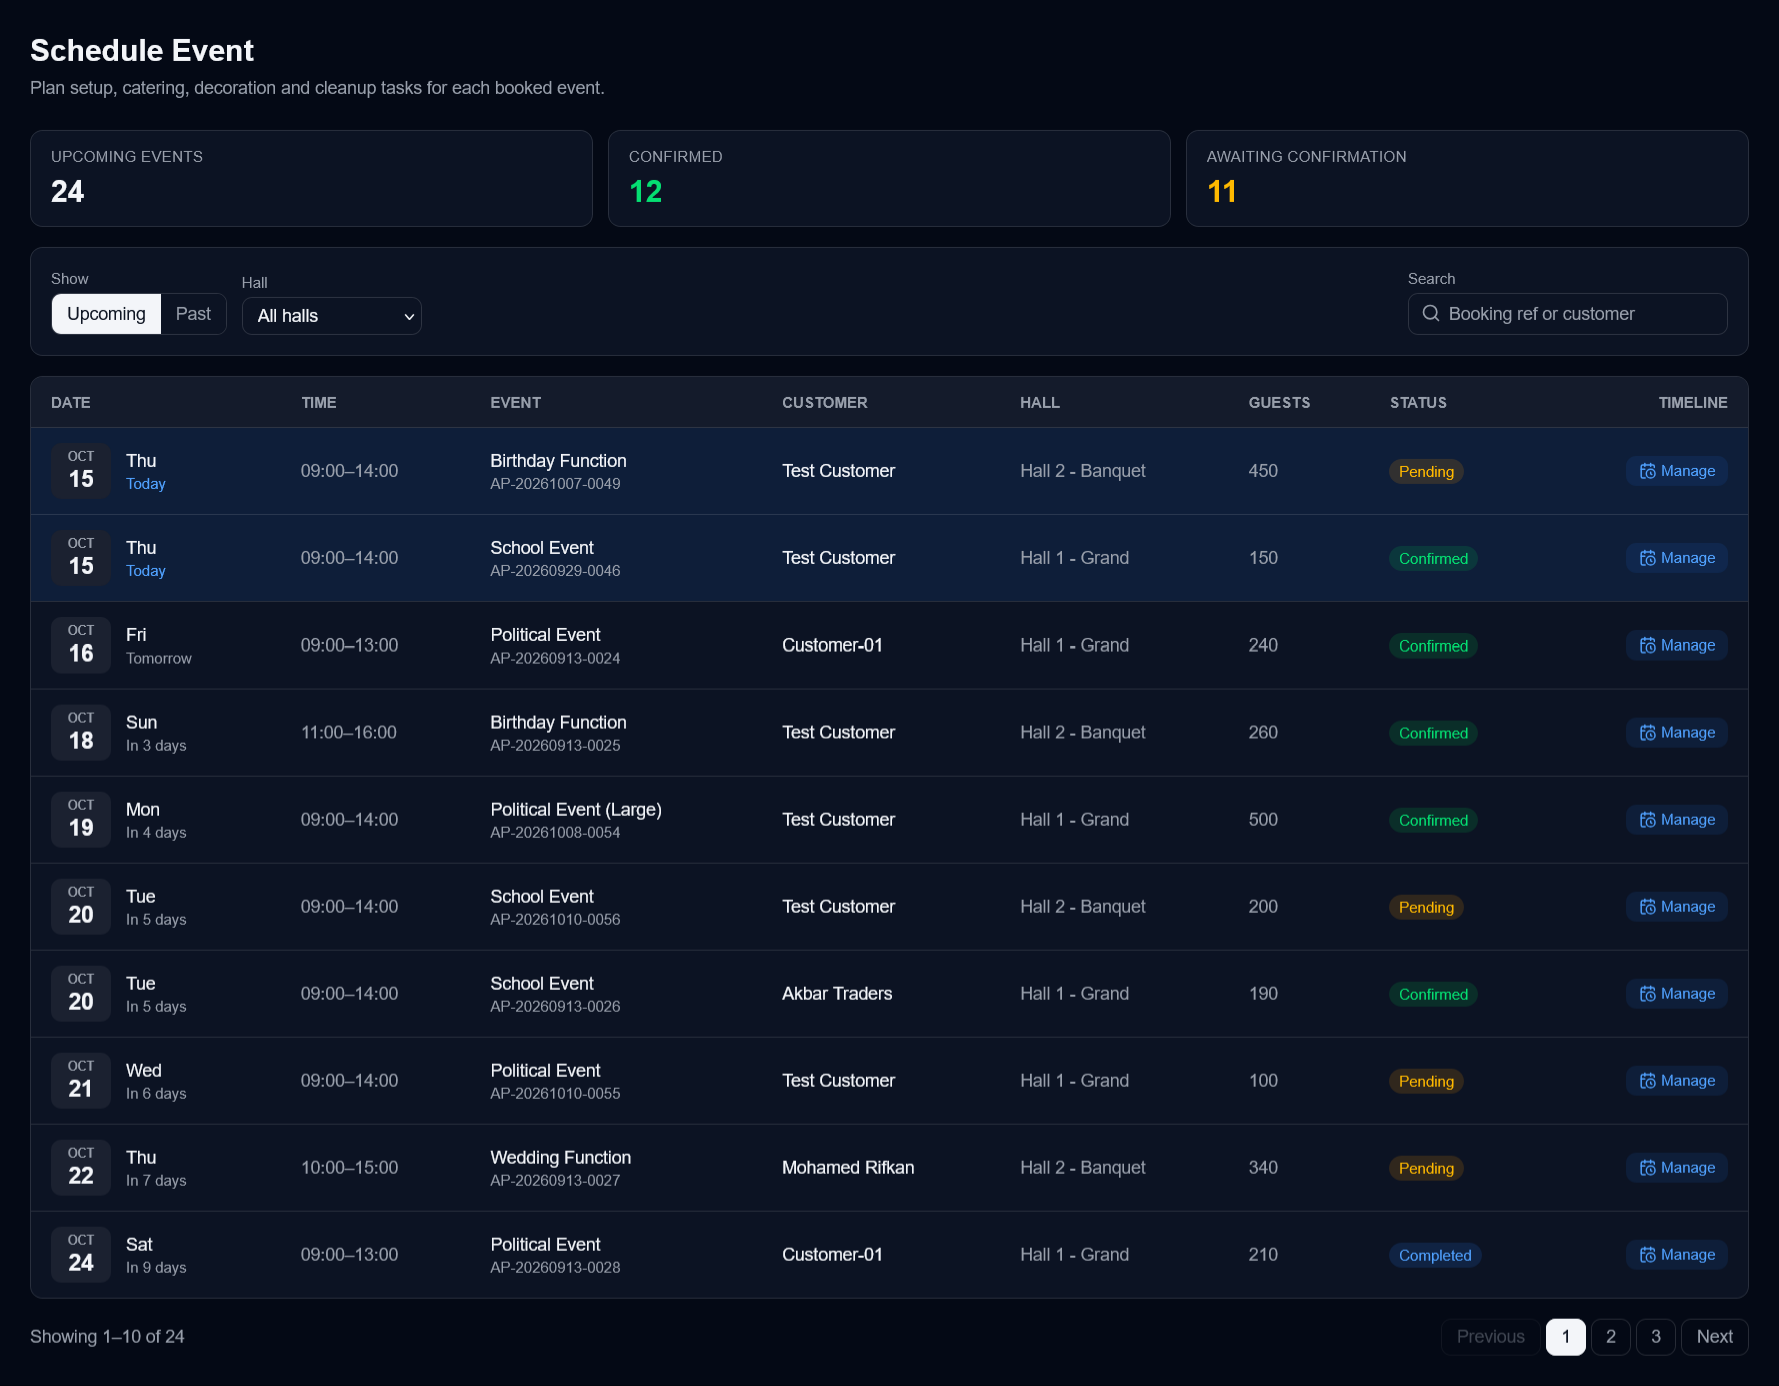 Schedule Event
Plan setup, catering, decoration and cleanup tasks for each booked event.
UPCOMING EVENTS
24
CONFIRMED
12
AWAITING CONFIRMATION
11
Show
Upcoming Past
Hall
All halls
Search
Booking ref or customer
DATE TIME EVENT CUSTOMER HALL GUESTS STATUS TIMELINE
OCT 15 Thu Today 09:00–14:00 Birthday Function AP-20261007-0049 Test Customer Hall 2 - Banquet 450 Pending Manage
OCT 15 Thu Today 09:00–14:00 School Event AP-20260929-0046 Test Customer Hall 1 - Grand 150 Confirmed Manage
OCT 16 Fri Tomorrow 09:00–13:00 Political Event AP-20260913-0024 Customer-01 Hall 1 - Grand 240 Confirmed Manage
OCT 18 Sun In 3 days 11:00–16:00 Birthday Function AP-20260913-0025 Test Customer Hall 2 - Banquet 260 Confirmed Manage
OCT 19 Mon In 4 days 09:00–14:00 Political Event (Large) AP-20261008-0054 Test Customer Hall 1 - Grand 500 Confirmed Manage
OCT 20 Tue In 5 days 09:00–14:00 School Event AP-20261010-0056 Test Customer Hall 2 - Banquet 200 Pending Manage
OCT 20 Tue In 5 days 09:00–14:00 School Event AP-20260913-0026 Akbar Traders Hall 1 - Grand 190 Confirmed Manage
OCT 21 Wed In 6 days 09:00–14:00 Political Event AP-20261010-0055 Test Customer Hall 1 - Grand 100 Pending Manage
OCT 22 Thu In 7 days 10:00–15:00 Wedding Function AP-20260913-0027 Mohamed Rifkan Hall 2 - Banquet 340 Pending Manage
OCT 24 Sat In 9 days 09:00–13:00 Political Event AP-20260913-0028 Customer-01 Hall 1 - Grand 210 Completed Manage
Showing 1–10 of 24
Previous 1 2 3 Next